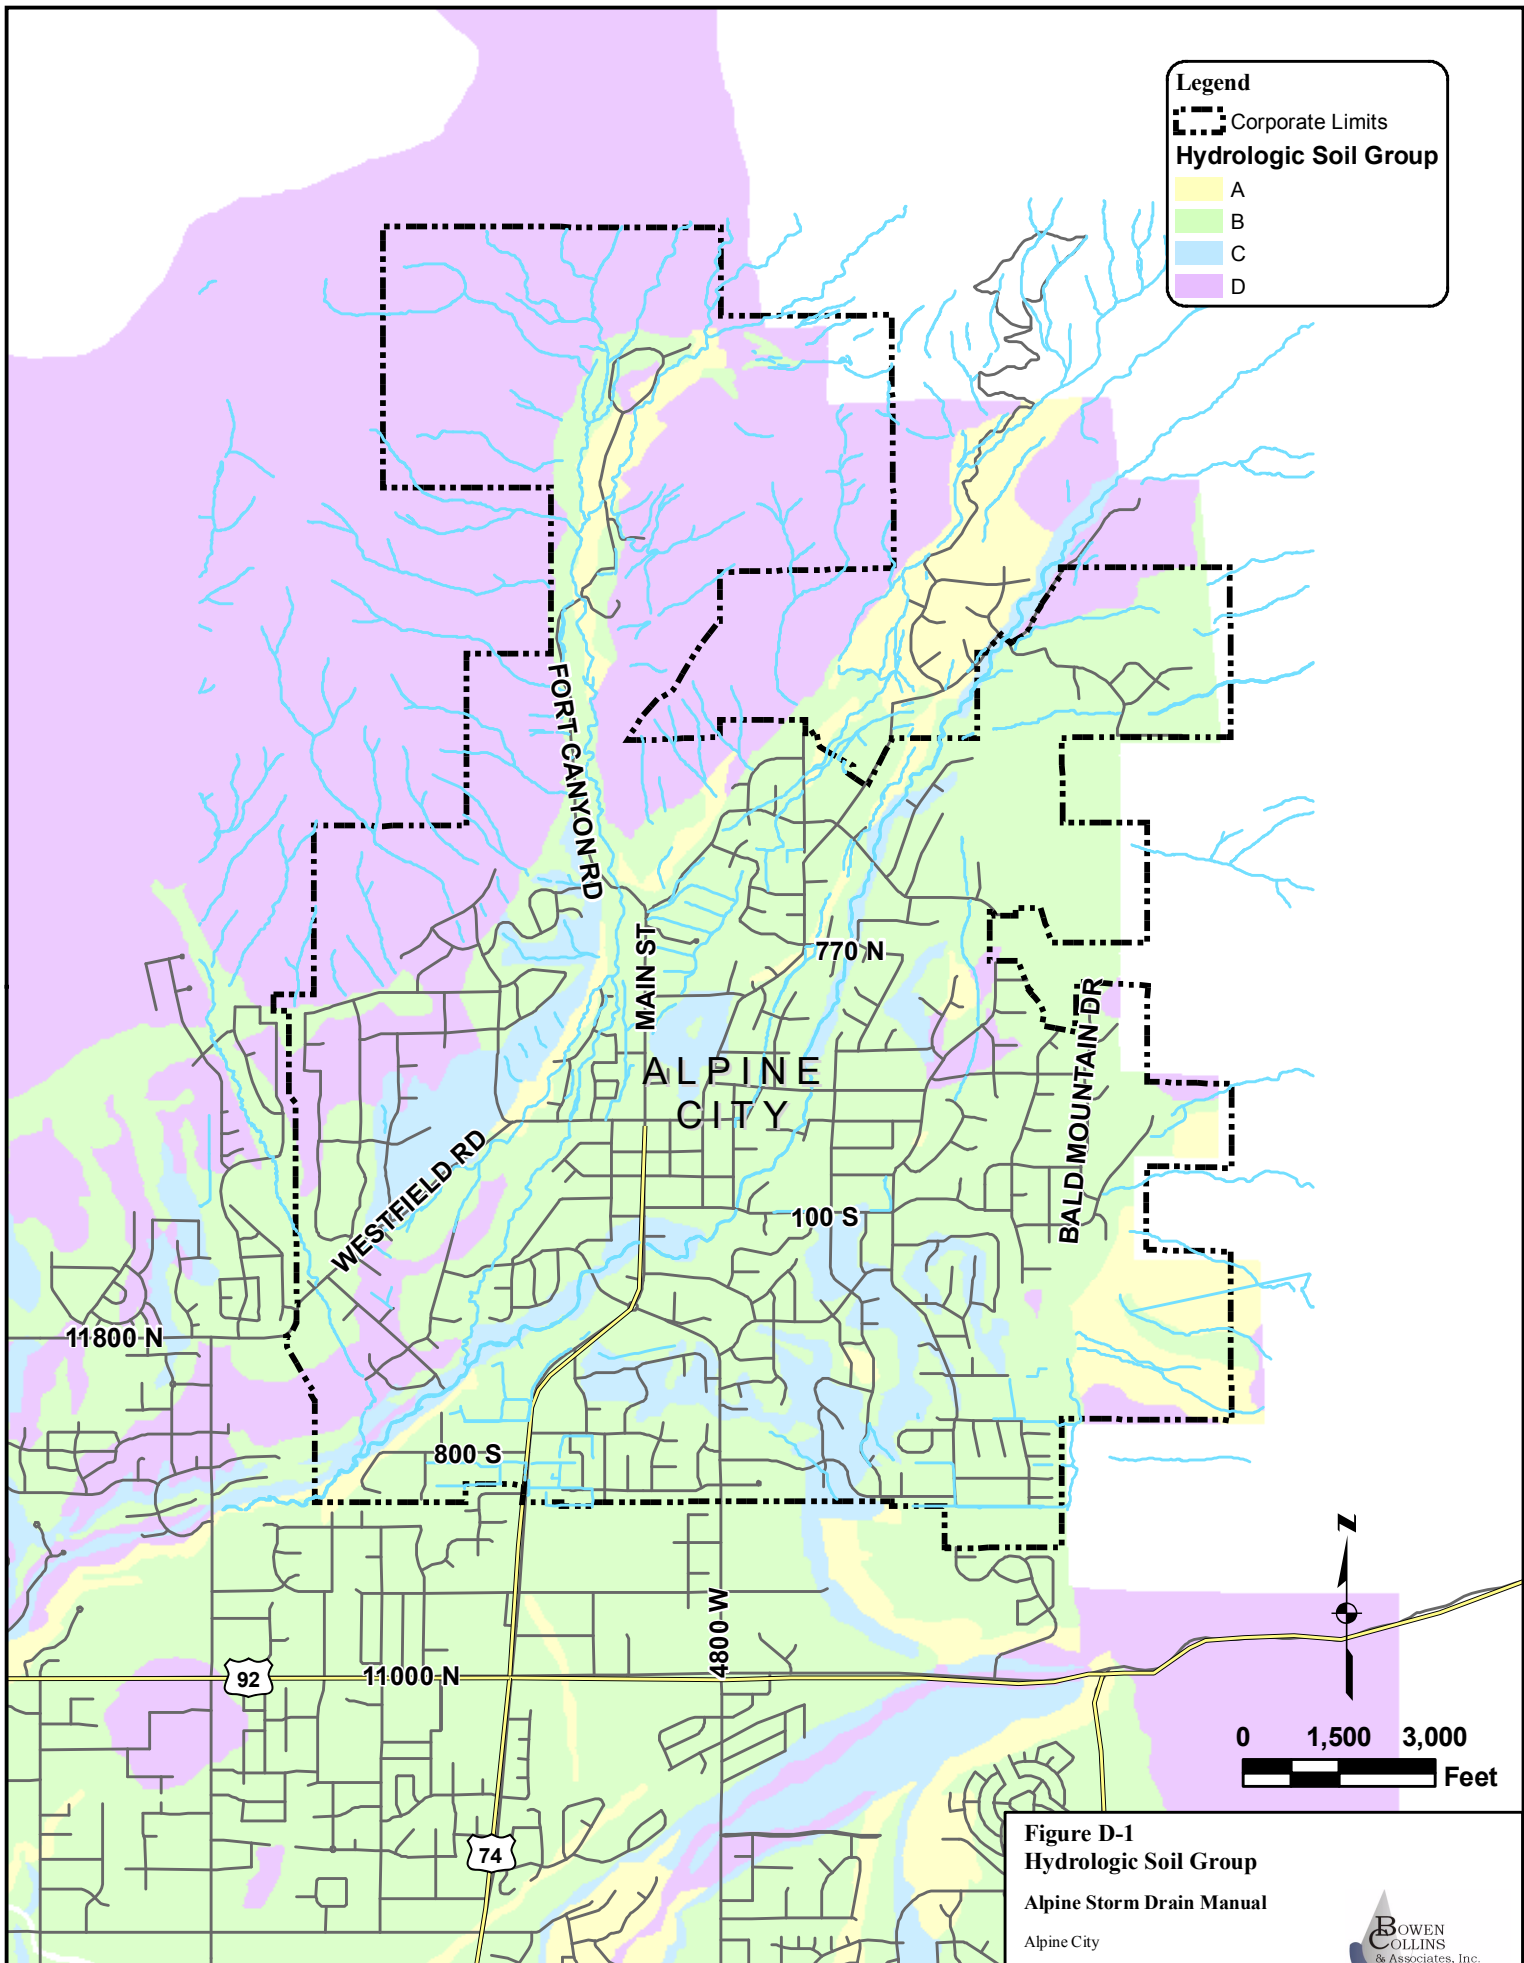 Legend
Corporate Limits
Hydrologic Soil Group
A
B
C
D
FORT CANYON RD
MAIN ST
770 N
BALD MOUNTAIN DR
ALPINE
CITY
WESTFIELD RD
100 S
11800 N
800 S
4800 W
92
11000 N
74
N
0 1,500 3,000
Feet
Figure D-1
Hydrologic Soil Group
Alpine Storm Drain Manual
Alpine City
BOWEN
COLLINS
& Associates, Inc.